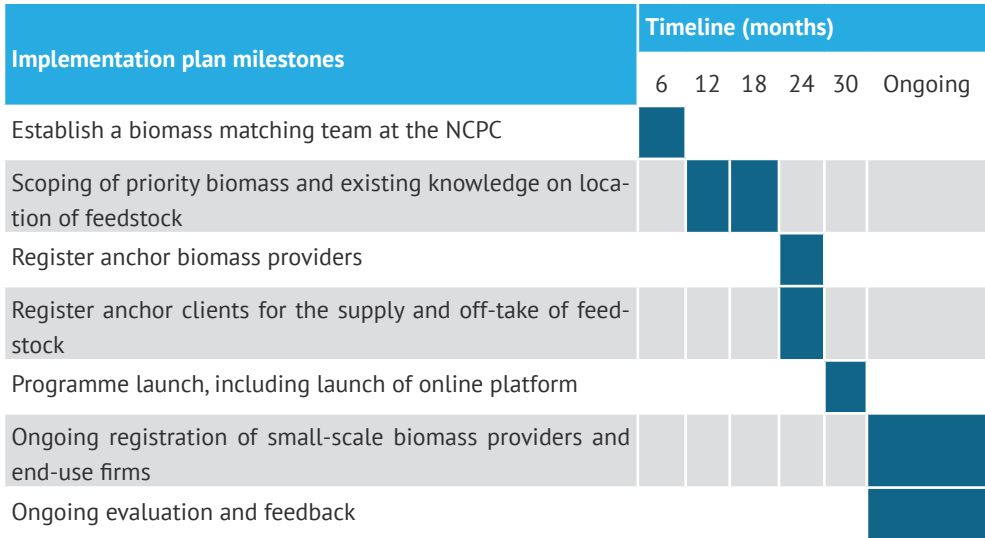 Implementation plan milestones
Timeline (months)
6 12 18 24 30 Ongoing
Establish a biomass matching team at the NCPC
Scoping of priority biomass and existing knowledge on loca-
tion of feedstock
Register anchor biomass providers
Register anchor clients for the supply and off-take of feed-
stock
Programme launch, including launch of online platform
Ongoing registration of small-scale biomass providers and
end-use firms
Ongoing evaluation and feedback